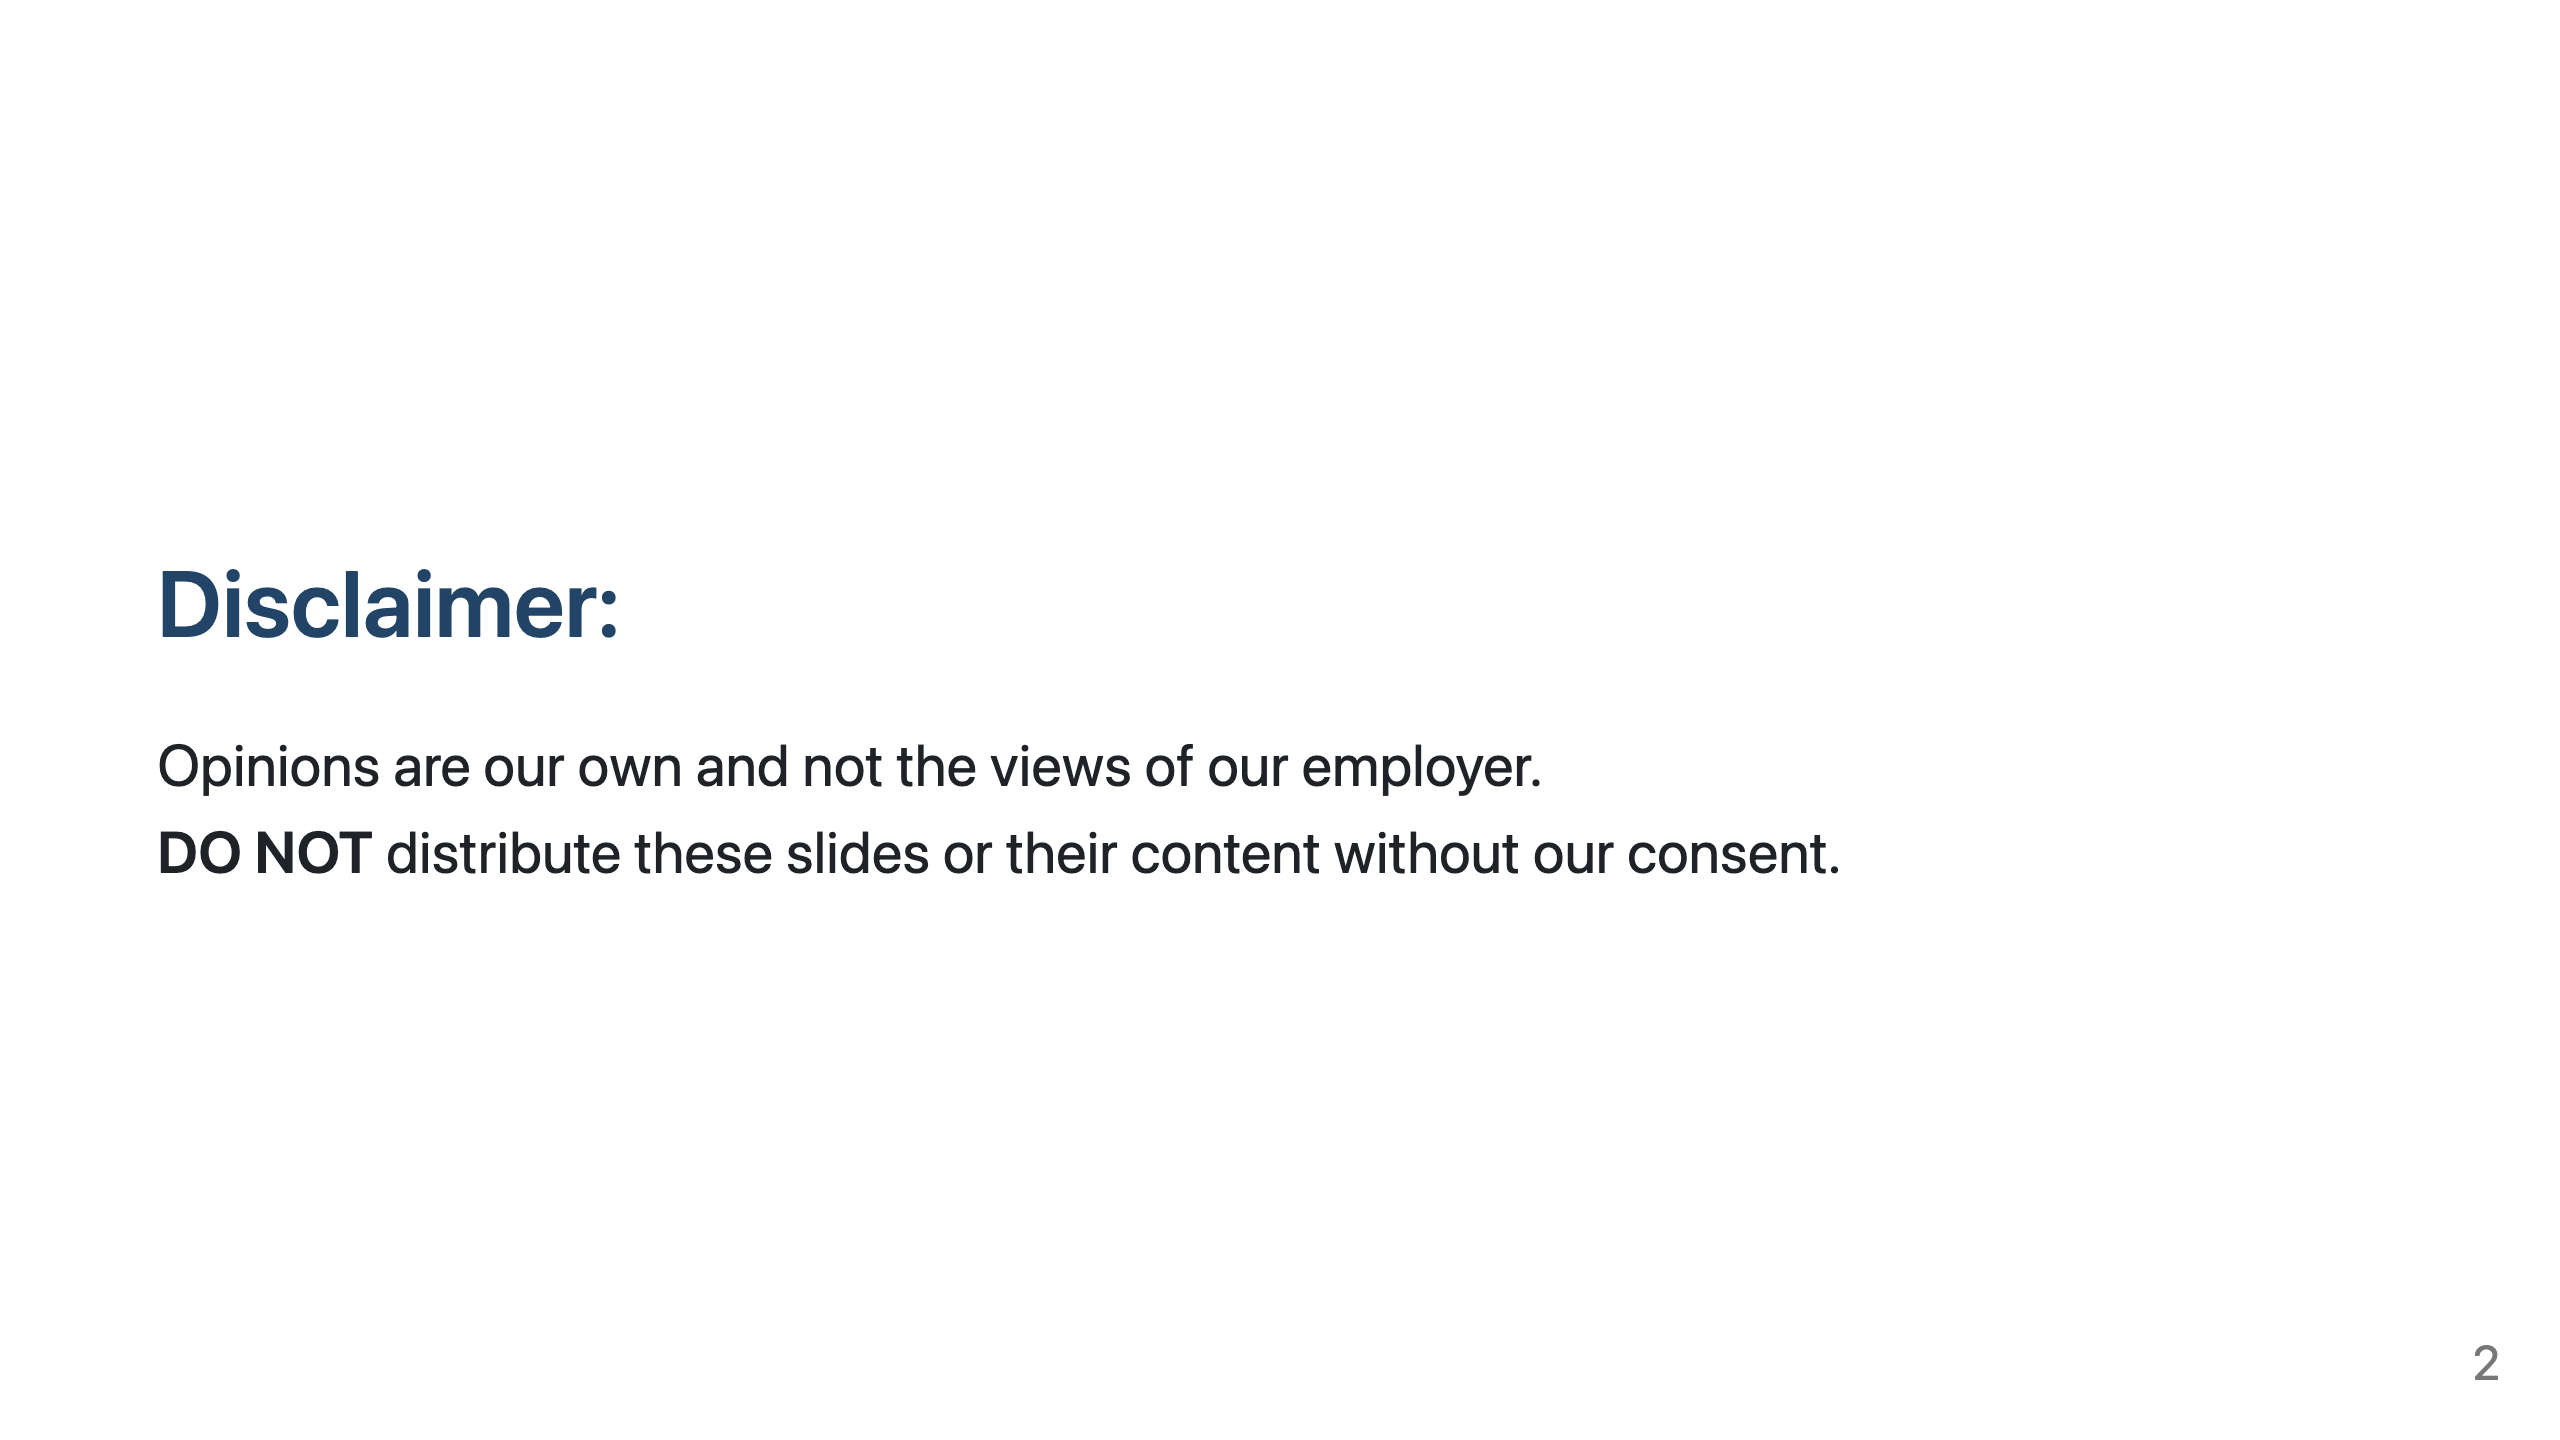 Disclaimer:
Opinions are our own and not the views of our employer.
DO NOT distribute these slides or their content without our consent.
2